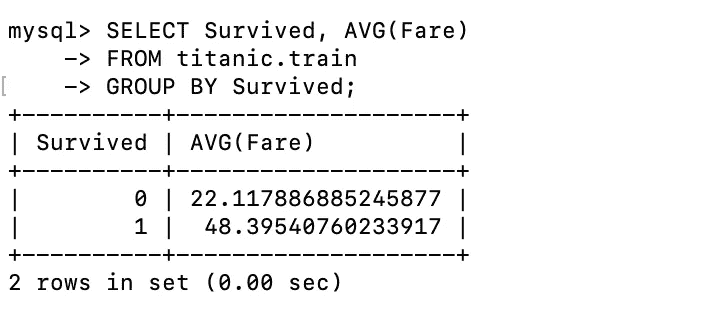 mysql> SELECT Survived, AVG(Fare)
    -> FROM titanic.train
[    -> GROUP BY Survived;
+----------+--------------------+
| Survived | AVG(Fare)          |
+----------+--------------------+
|        0 | 22.117886885245877 |
|        1 |  48.39540760233917 |
+----------+--------------------+
2 rows in set (0.00 sec)